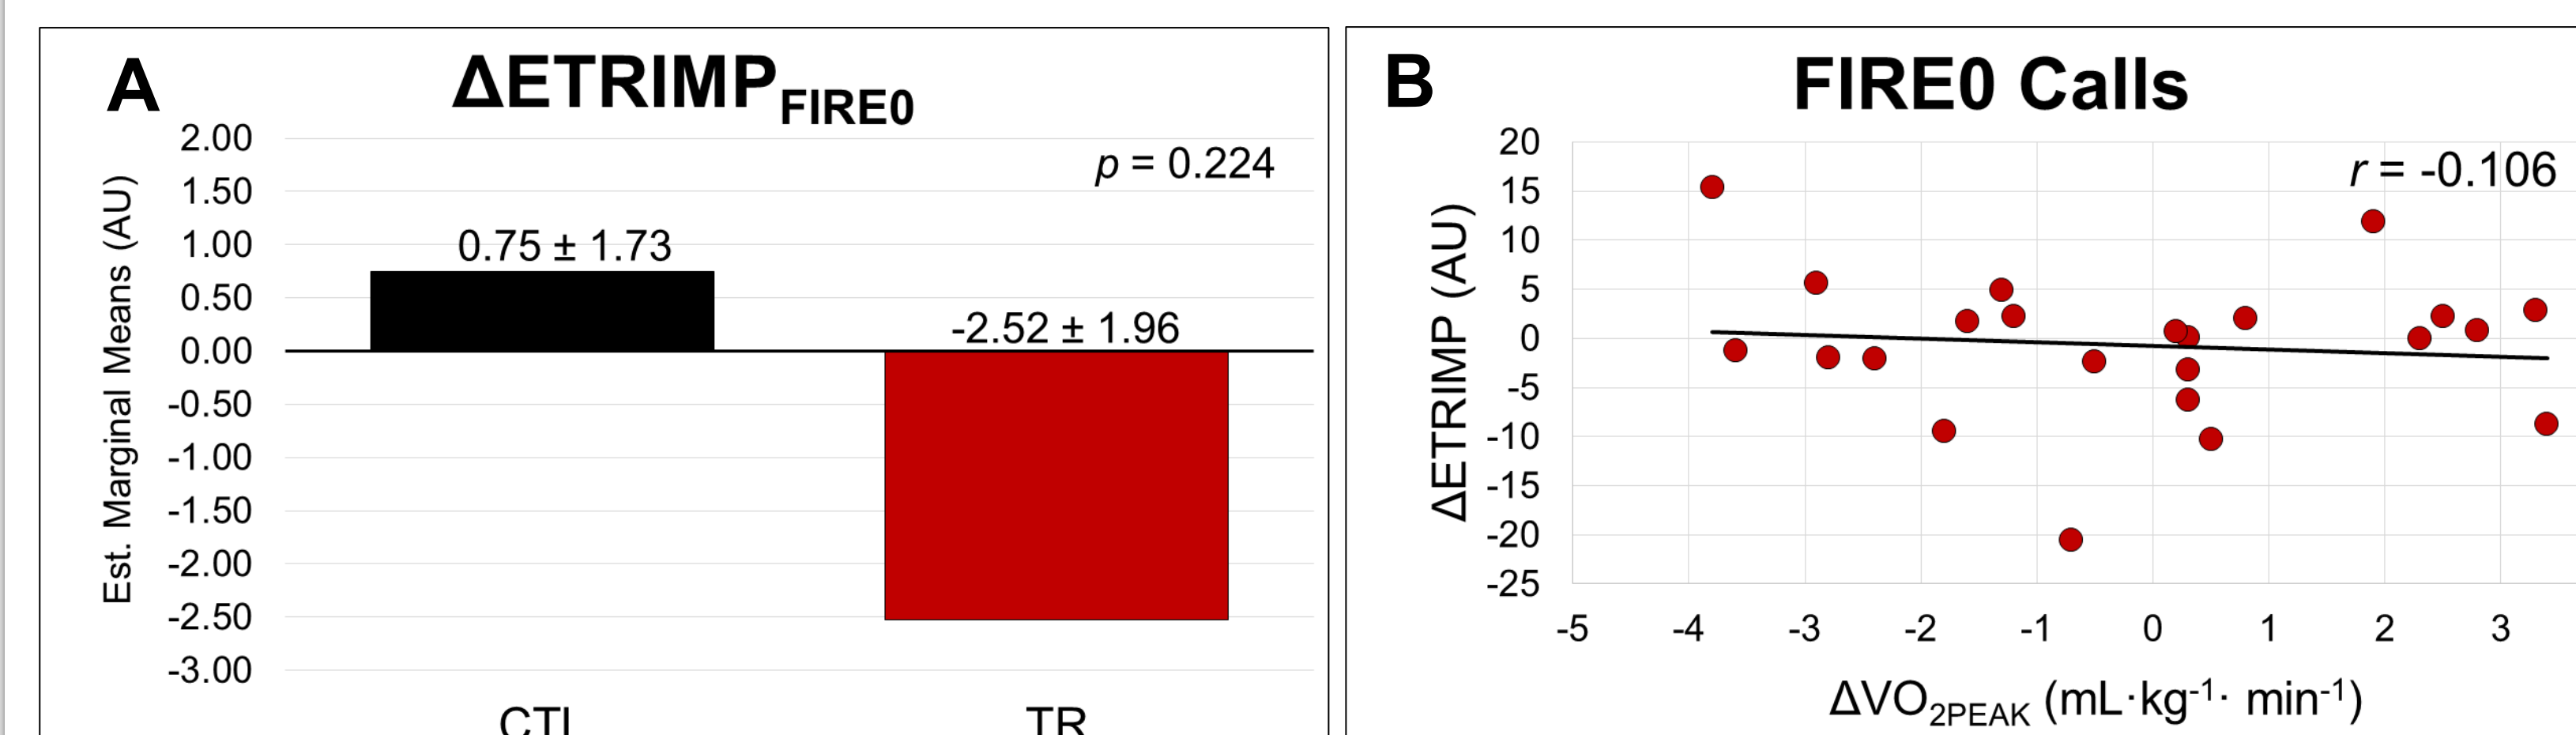 A
ΔETRIMP FIRE0
2.00
1.50
1.00
0.50
0.00
-0.50
-1.00
-1.50
-2.00
-2.50
-3.00
Est. Marginal Means (AU)
p = 0.224
0.75 ± 1.73
-2.52 ± 1.96
TR
B
FIRE0 Calls
20
15
10
5
0
-5
-10
-15
-20
-25
ΔETRIMP (AU)
r = -0.106
-5 -4 -3 -2 -1 0 1 2 3
ΔVO2PEAK (mL·kg-1· min-1)